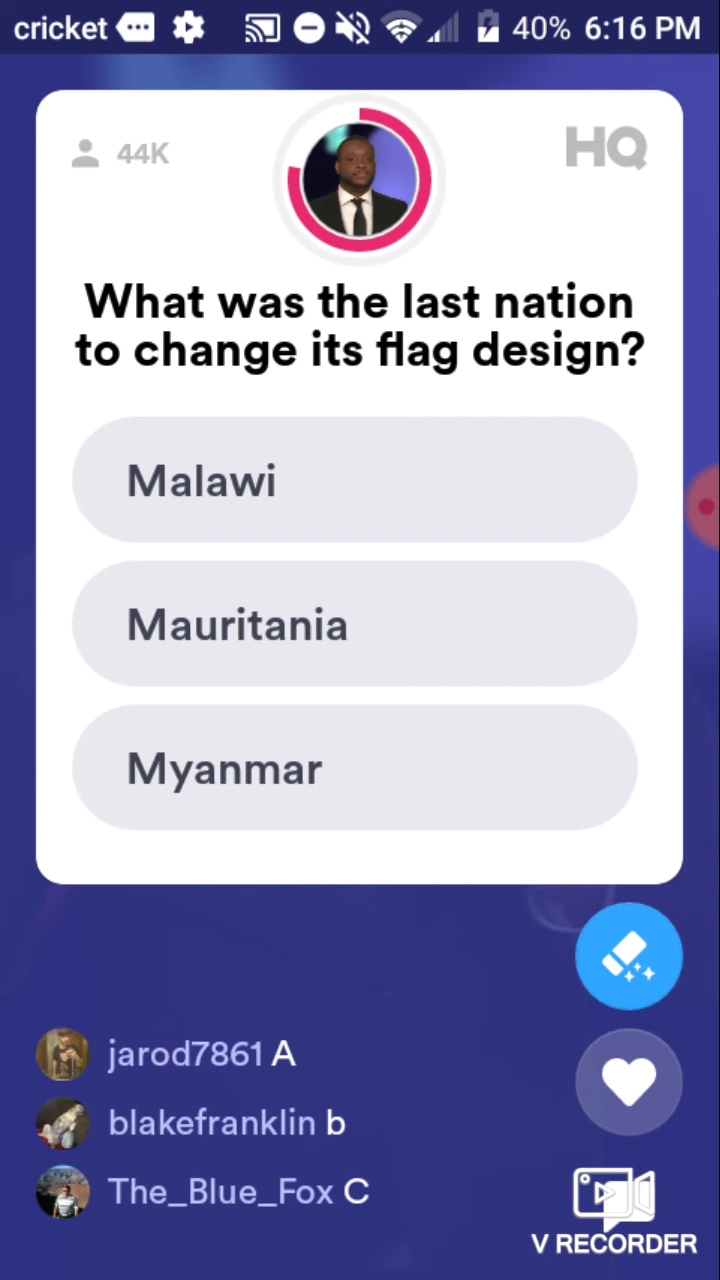 cricket 40% 6:16 PM
44K HQ
What was the last nation
to change its flag design?
Malawi
Mauritania
Myanmar
jarod7861 A
blakefranklin b
The_Blue_Fox C
V RECORDER